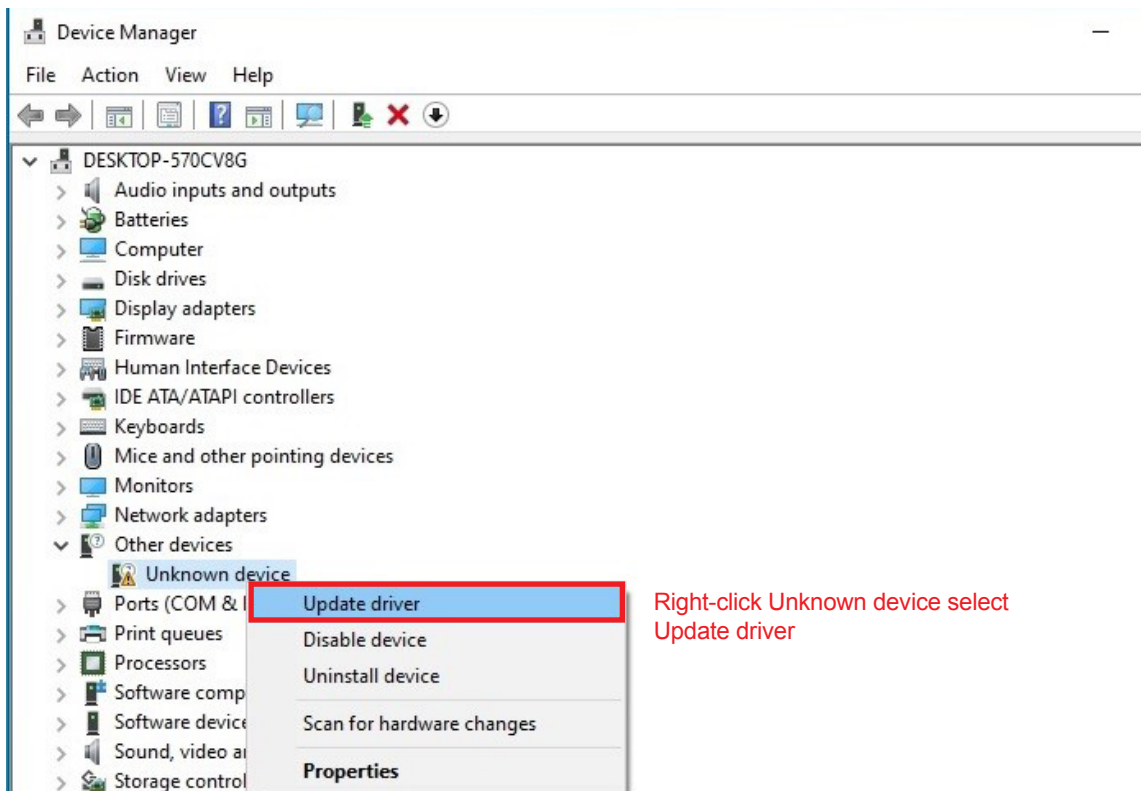 Device Manager
File Action View Help
DESKTOP-570CV8G
Audio inputs and outputs
Batteries
Computer
Disk drives
Display adapters
Firmware
Human Interface Devices
IDE ATA/ATAPI controllers
Keyboards
Mice and other pointing devices
Monitors
Network adapters
Other devices
Unknown device
Ports (COM &
Print queues
Processors
Software comp
Software device
Sound, video a
Storage control
Update driver
Disable device
Uninstall device
Scan for hardware changes
Properties
Right-click Unknown device select
Update driver